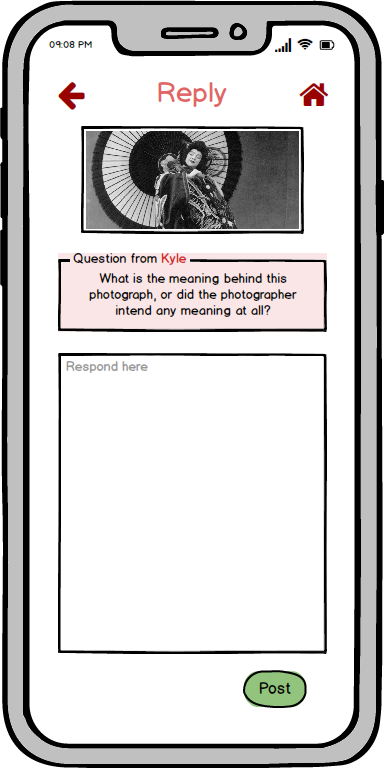 09:08 PM
Reply
Question from Kyle
What is the meaning behind this
photograph, or did the photographer
intend any meaning at all?
Respond here
Post